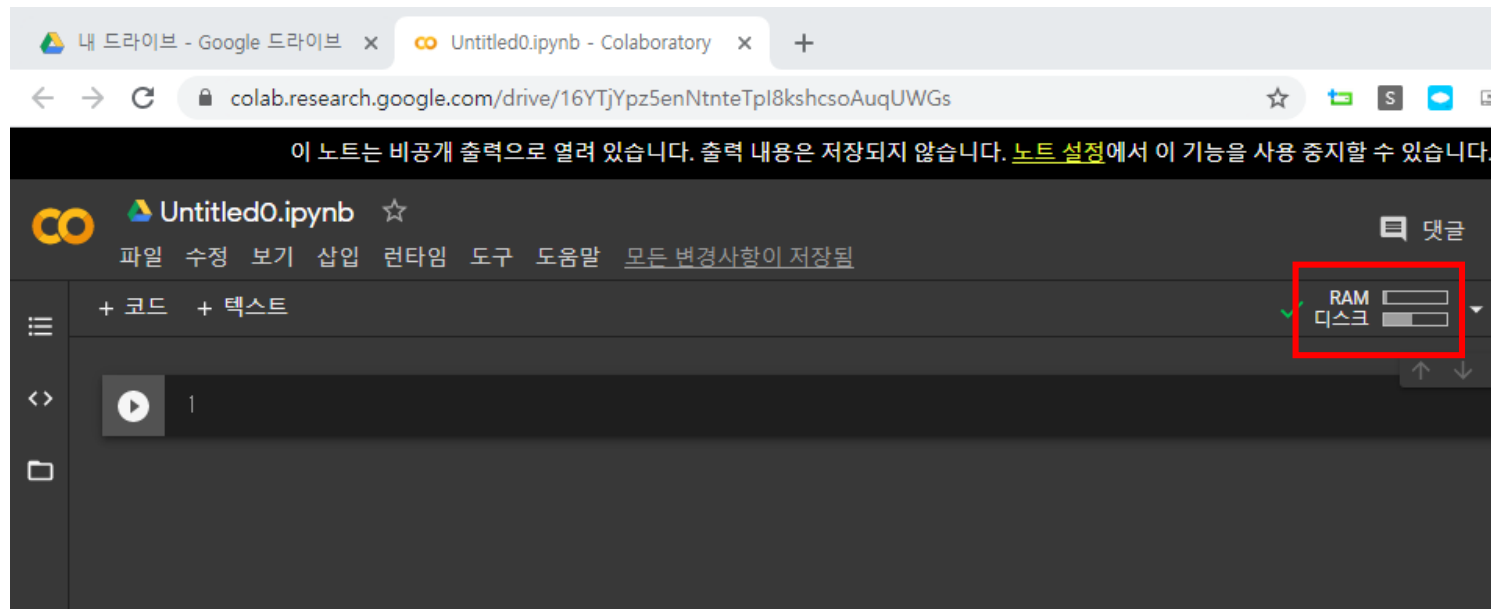 내 드라이브 - Google 드라이브
Untitled0.ipynb - Colaboratory
colab.research.google.com/drive/16YTjYpz5enNtnteTpI8kshcsoAuqUWGs
이 노트는 비공개 출력으로 열려 있습니다. 출력 내용은 저장되지 않습니다. 노트 설정에서 이 기능을 사용 중지할 수 있습니다.
Untitled0.ipynb
댓글
파일 수정 보기 삽입 런타임 도구 도움말 모든 변경사항이 저장됨
+ 코드 + 텍스트
RAM
디스크
1